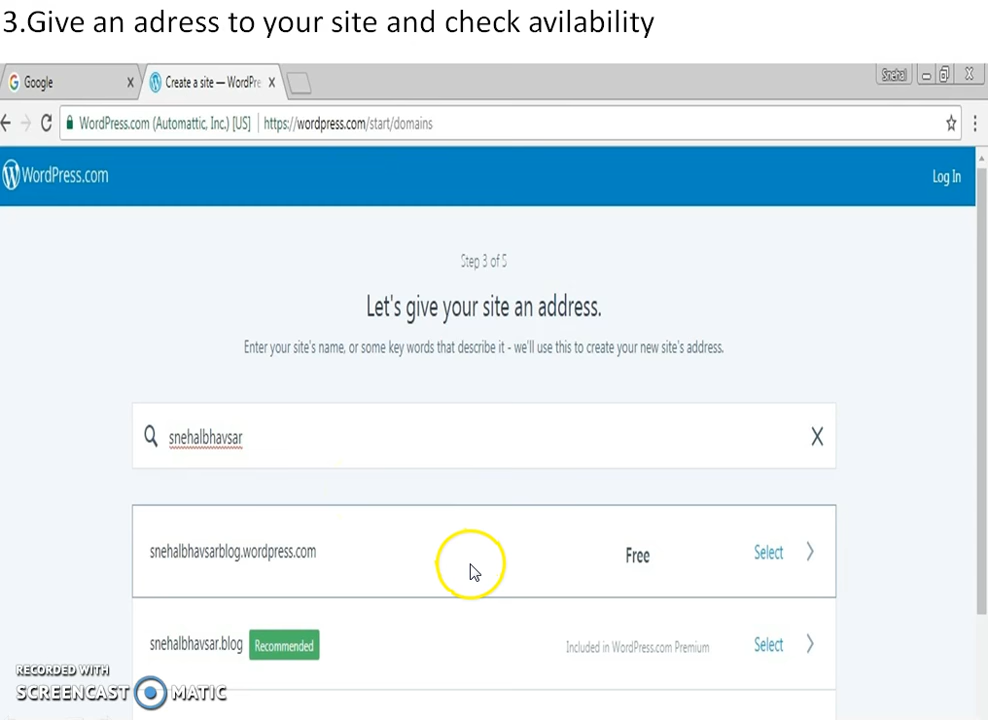 3.Give an adress to your site and check avilability
Google
Create a site — WordPre
Snehal
WordPress.com (Automattic, Inc.) [US]
https://wordpress.com/start/domains
WordPress.com
Log In
Step 3 of 5
Let's give your site an address.
Enter your site's name, or some key words that describe it - we'll use this to create your new site's address.
snehalbhavsar
snehalbhavsarblog.wordpress.com
Free
Select
snehalbhavsar.blog
Recommended
Included in WordPress.com Premium
Select
RECORDED WITH
SCREENCAST MATIC